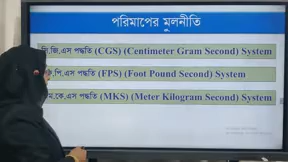 পরিমাপের মূলনীতি
পদ্ধতি (CGS) (Centimeter Gram Second) System
পি.এস পদ্ধতি (FPS) (Foot Pound Second) System
কে.এস পদ্ধতি (MKS) (Meter Kilogram Second) System